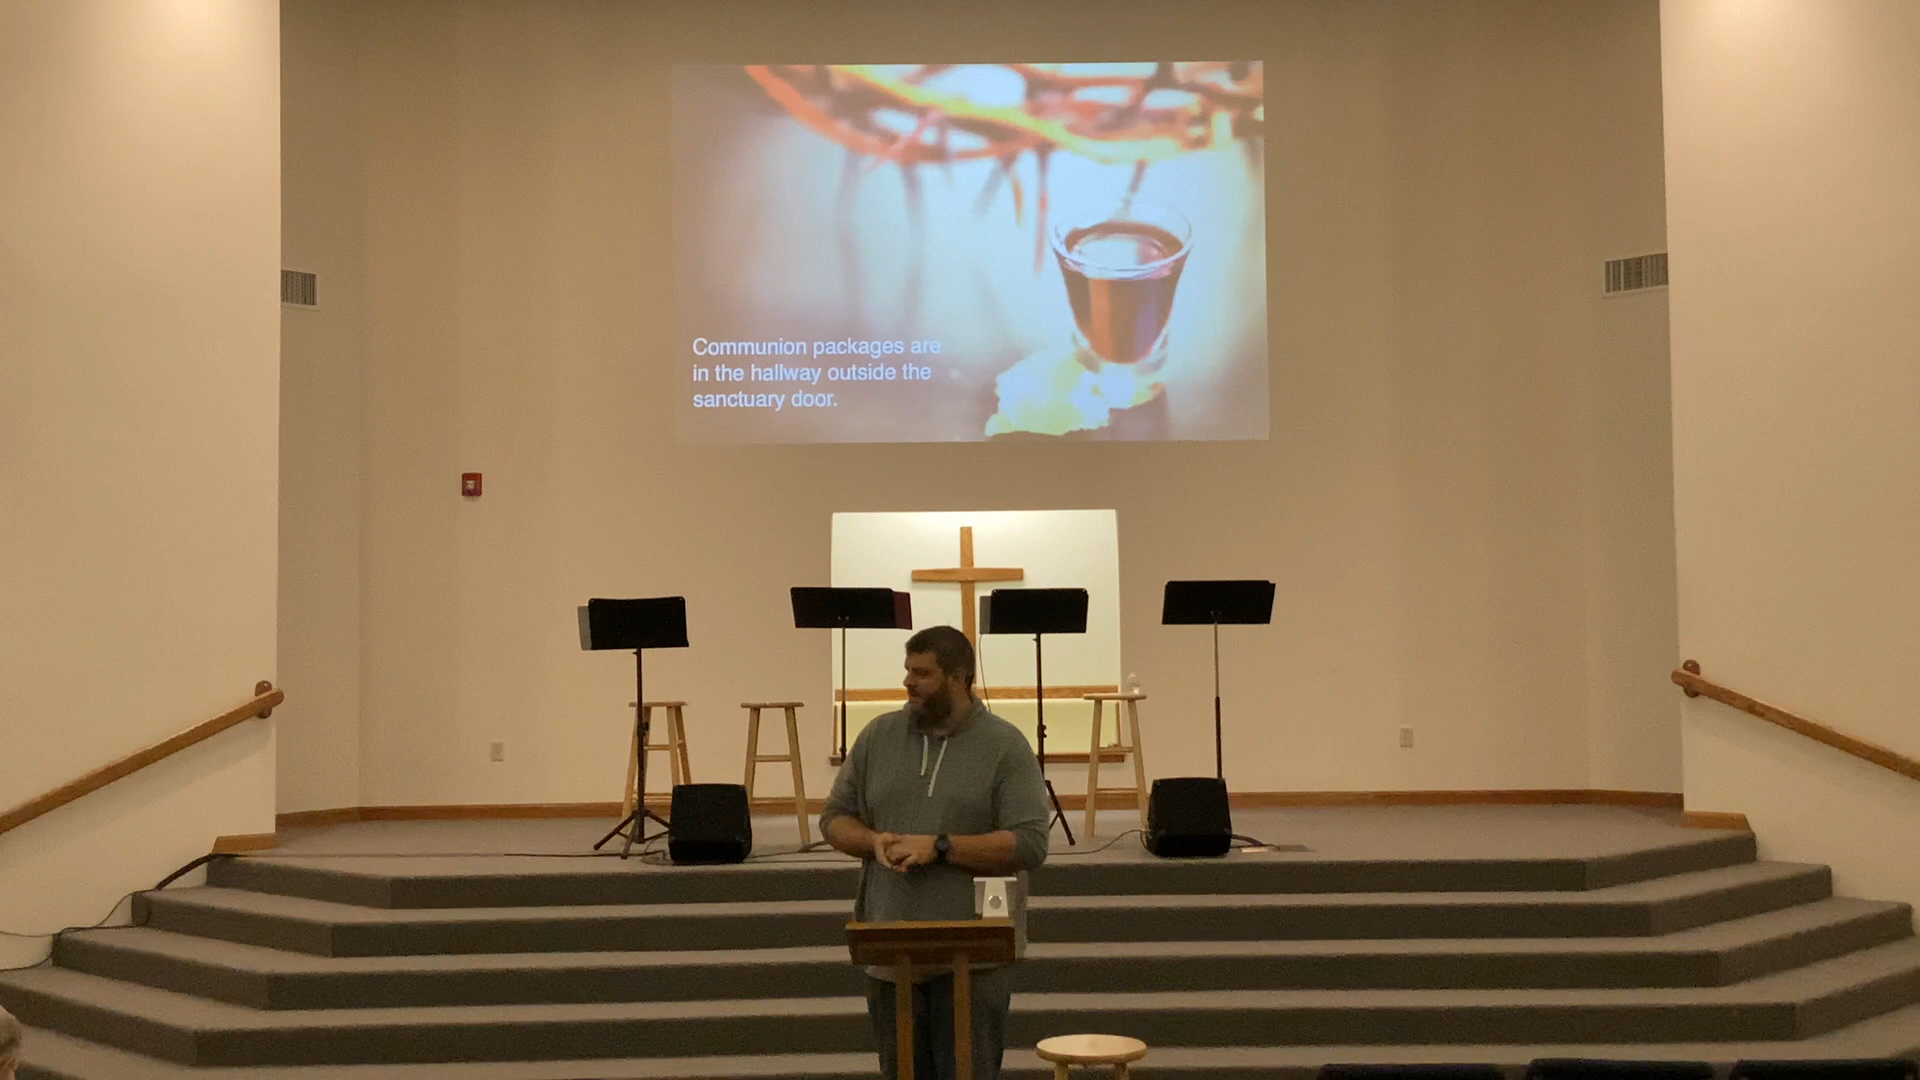 Communion packages are
in the hallway outside the
sanctuary door.